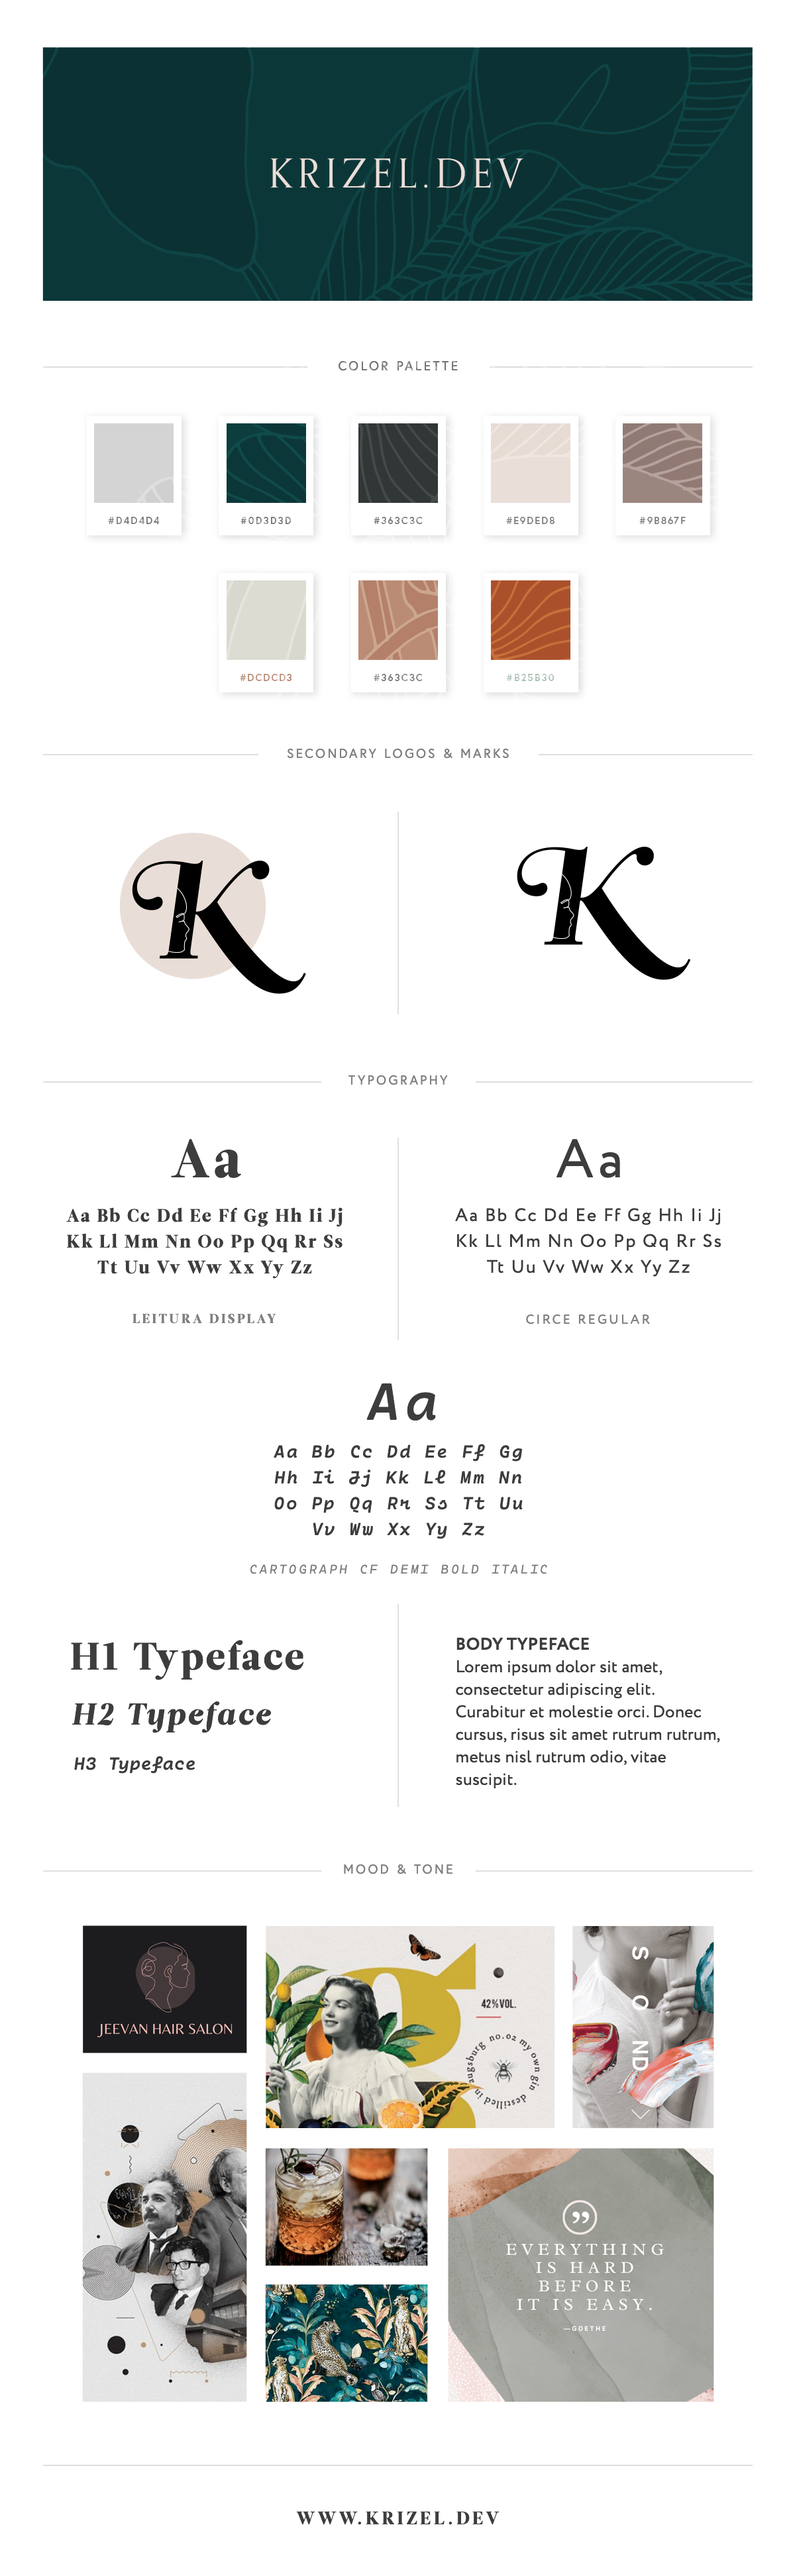 KRIZEL.DEV
COLOR PALETTE
#D4D4D4
#0D3D3D
#363C3C
#E9DED8
#9B867F
#DCDCD3
#363C3C
#B25B30
SECONDARY LOGOS & MARKS
K
K
TYPOGRAPHY
Aa
Aa Bb Cc Dd Ee Ff Gg Hh Ii Jj
Kk Ll Mm Nn Oo Pp Qq Rr Ss
Tt Uu Vv Ww Xx Yy Zz
LEITURA DISPLAY
Aa
Aa Bb Cc Dd Ee Ff Gg Hh Ii Jj
Kk Ll Mm Nn Oo Pp Qq Rr Ss
Tt Uu Vv Ww Xx Yy Zz
CIRCE REGULAR
Aa
Aa Bb Cc Dd Ee Ff Gg
Hh Ii Jj Kk Ll Mm Nn
Oo Pp Qq Rr Ss Tt Uu
Vv Ww Xx Yy Zz
CARTOGRAPH CF DEMI BOLD ITALIC
H1 Typeface
H2 Typeface
H3 Typeface
BODY TYPEFACE
Lorem ipsum dolor sit amet,
consectetur adipiscing elit.
Curabitur et molestie orci. Donec
cursus, risus sit amet rutrum rutrum,
metus nisl rutrum odio, vitae
suscipit.
MOOD & TONE
JEEVAN HAIR SALON
g
42%VOL.
no.02 my own gin destilled in augsburg
S O ND
EVERYTHING
IS HARD
BEFORE
IT IS EASY.
—GOETHE
WWW.KRIZEL.DEV